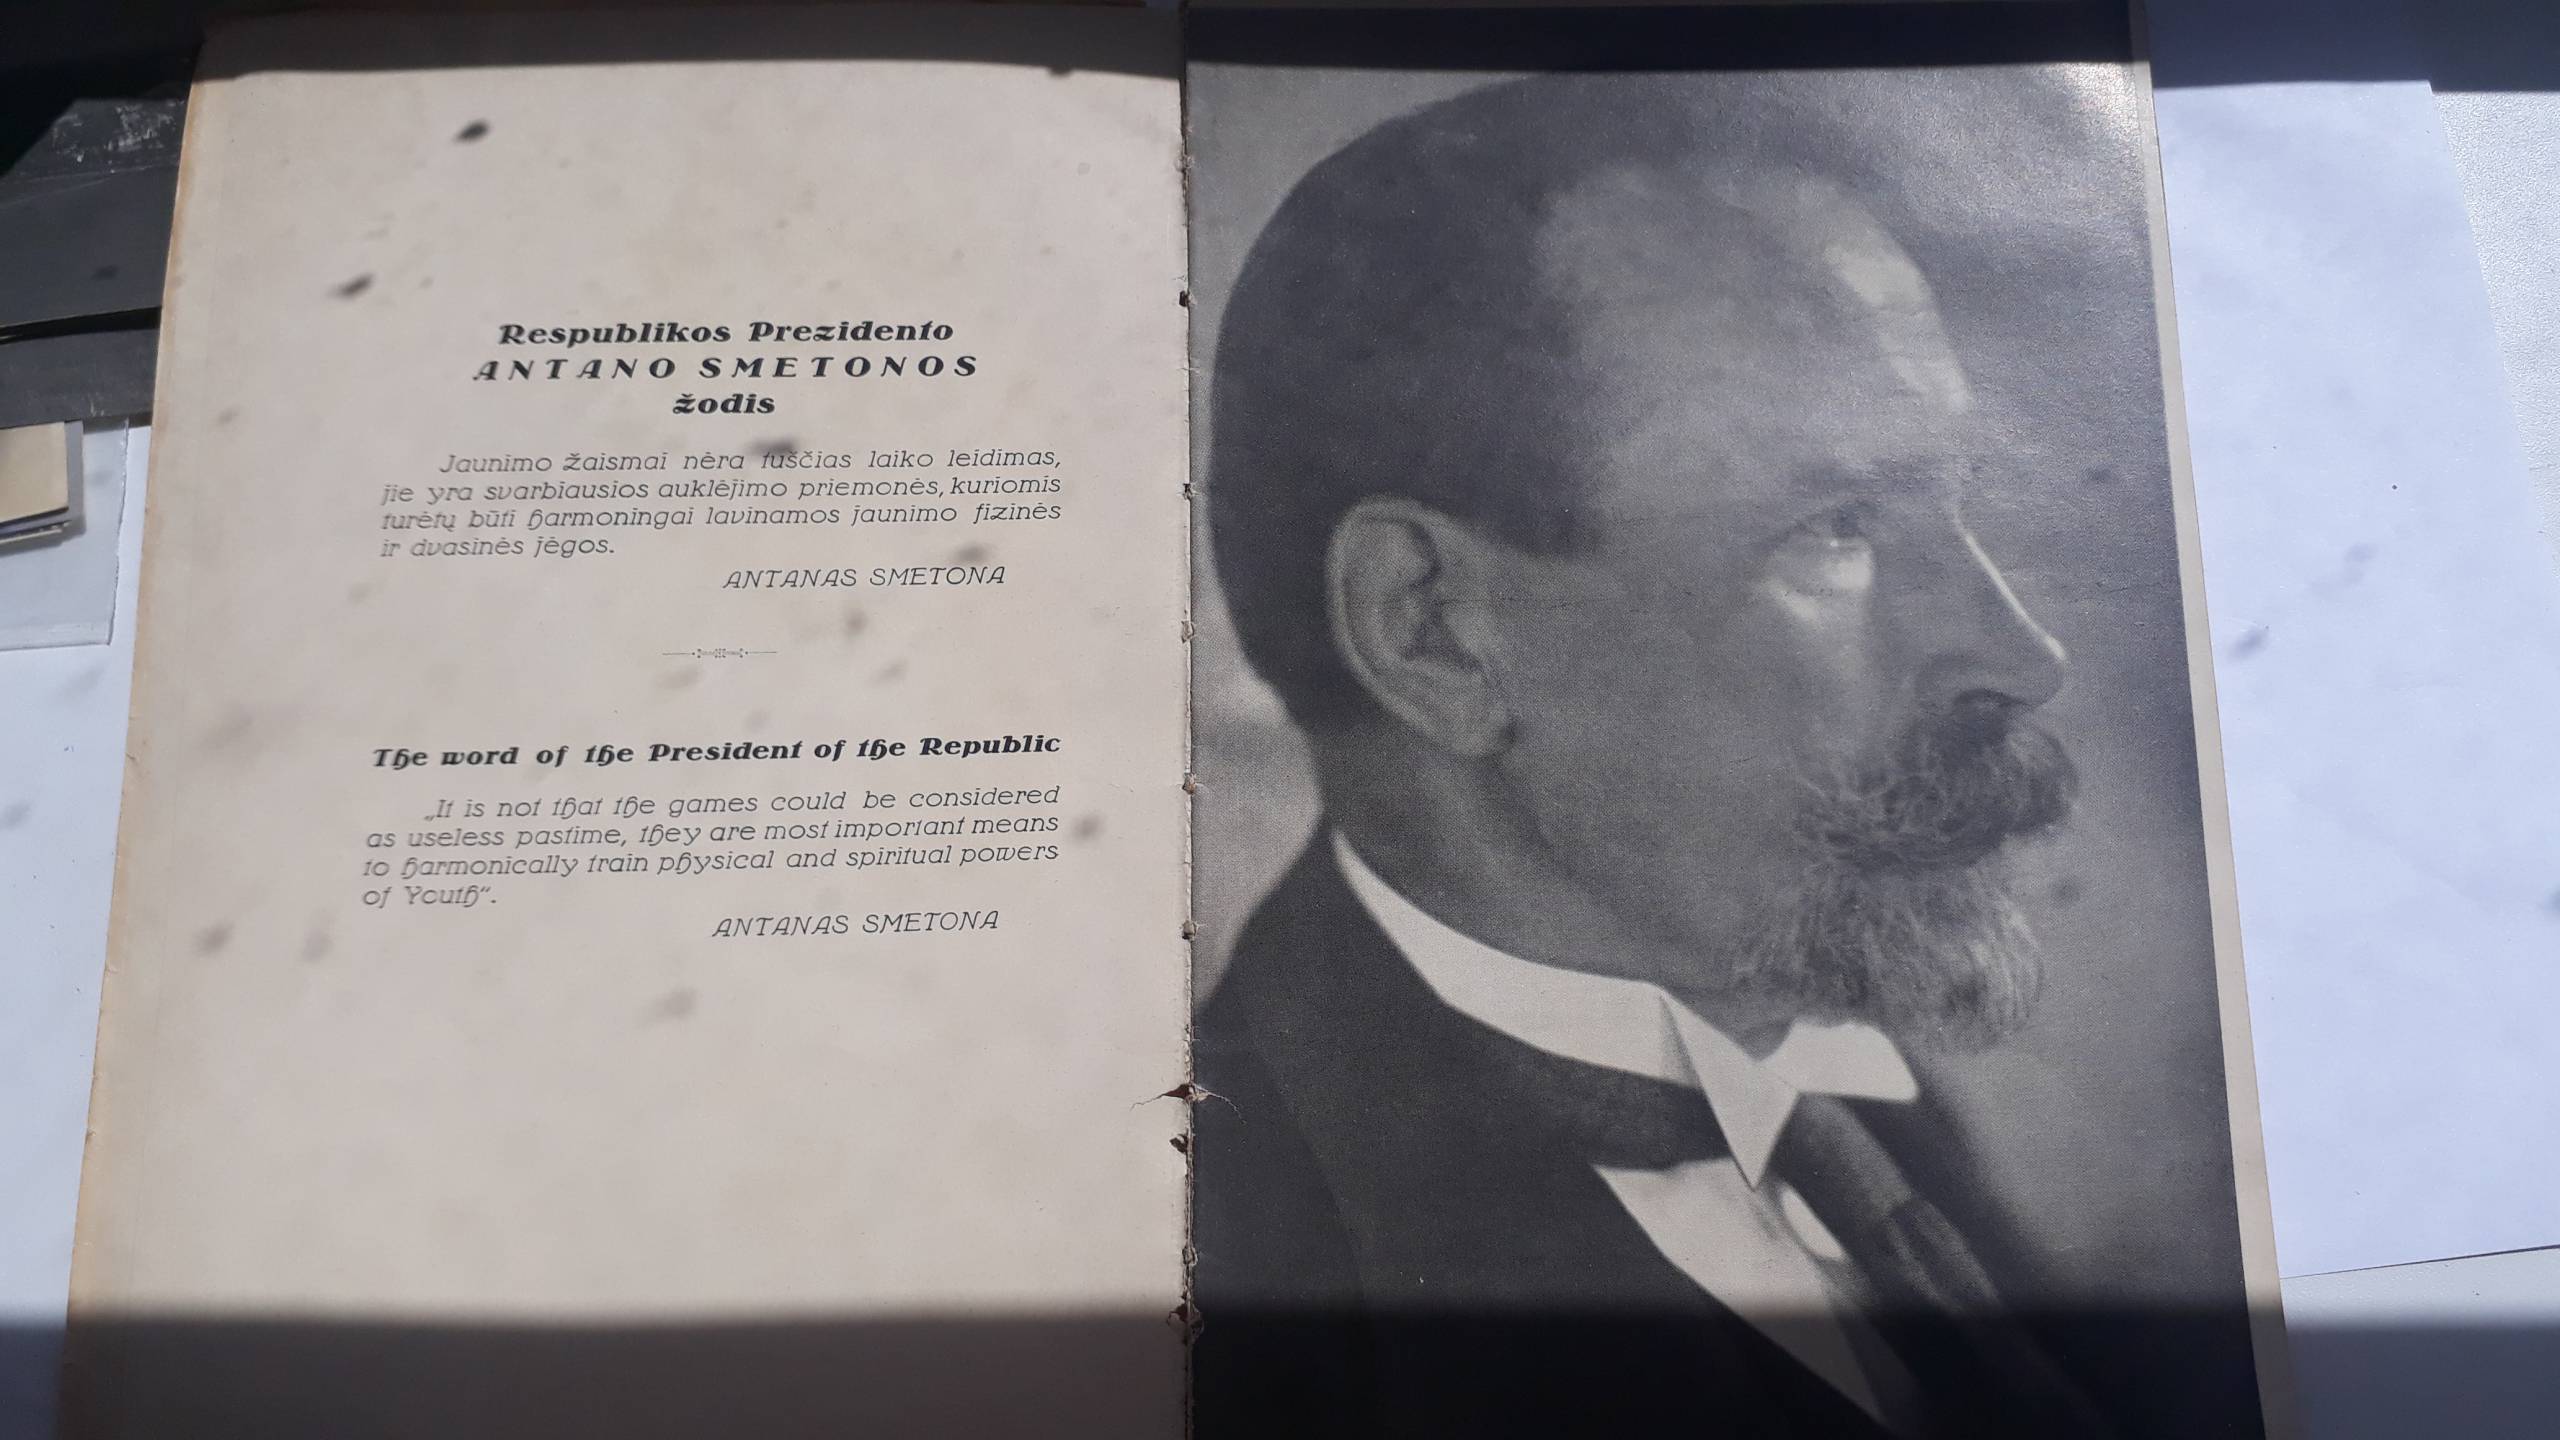 Respublikos Prezidento
ANTANO SMETONOS
žodis
Jaunimo žaismai nėra tuščias laiko leidimas,
jie yra svarbiausios auklėjimo priemonės, kuriomis
turėtų būti harmoningai lavinamos jaunimo fizinės
ir dvasinės jėgos.
ANTANAS SMETONA
The word of the President of the Republic
„It is not that the games could be considered
as useless pastime, they are most important means
to harmonically train physical and spiritual powers
of Youth“.
ANTANAS SMETONA